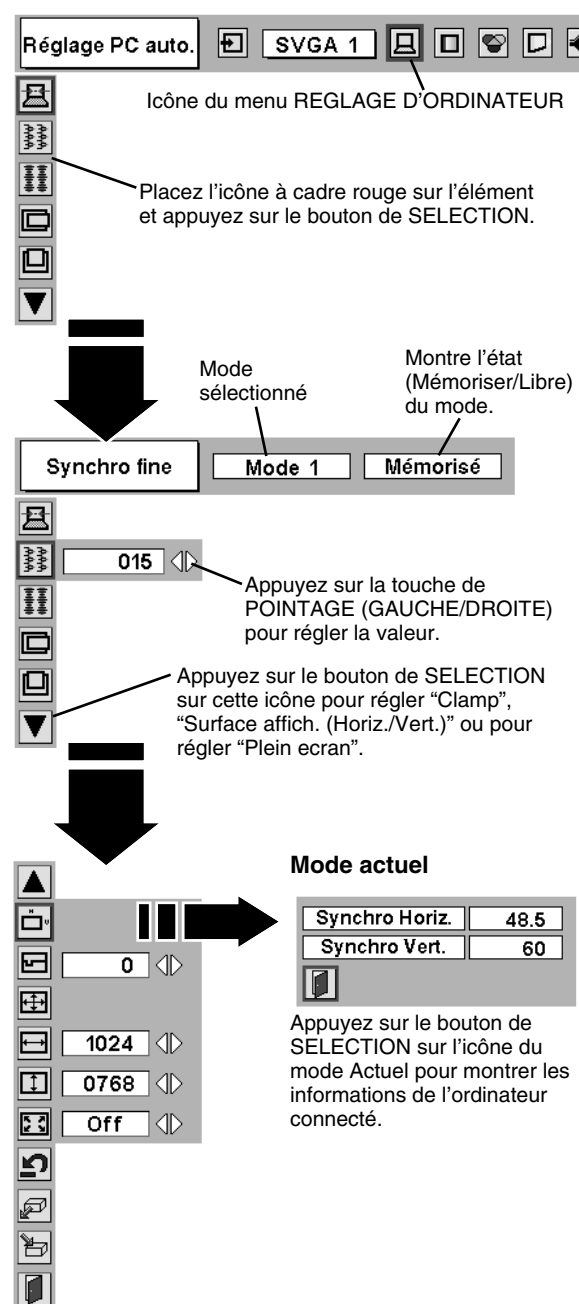 Réglage PC auto.
SVGA 1
Icône du menu REGLAGE D'ORDINATEUR
Placez l'icône à cadre rouge sur l'élément
et appuyez sur le bouton de SELECTION.
Mode
sélectionné
Montre l'état
(Mémoriser/Libre)
du mode.
Synchro fine
Mode 1
Mémorisé
015
Appuyez sur la touche de
POINTAGE (GAUCHE/DROITE)
pour régler la valeur.
Appuyez sur le bouton de SELECTION
sur cette icône pour régler “Clamp”,
“Surface affich. (Horiz./Vert.)” ou pour
régler “Plein ecran”.
Mode actuel
H
V
Synchro Horiz. 48.5
Synchro Vert. 60
0
1024
0768
Off
Appuyez sur le bouton de
SELECTION sur l'icône du
mode Actuel pour montrer les
informations de l'ordinateur
connecté.